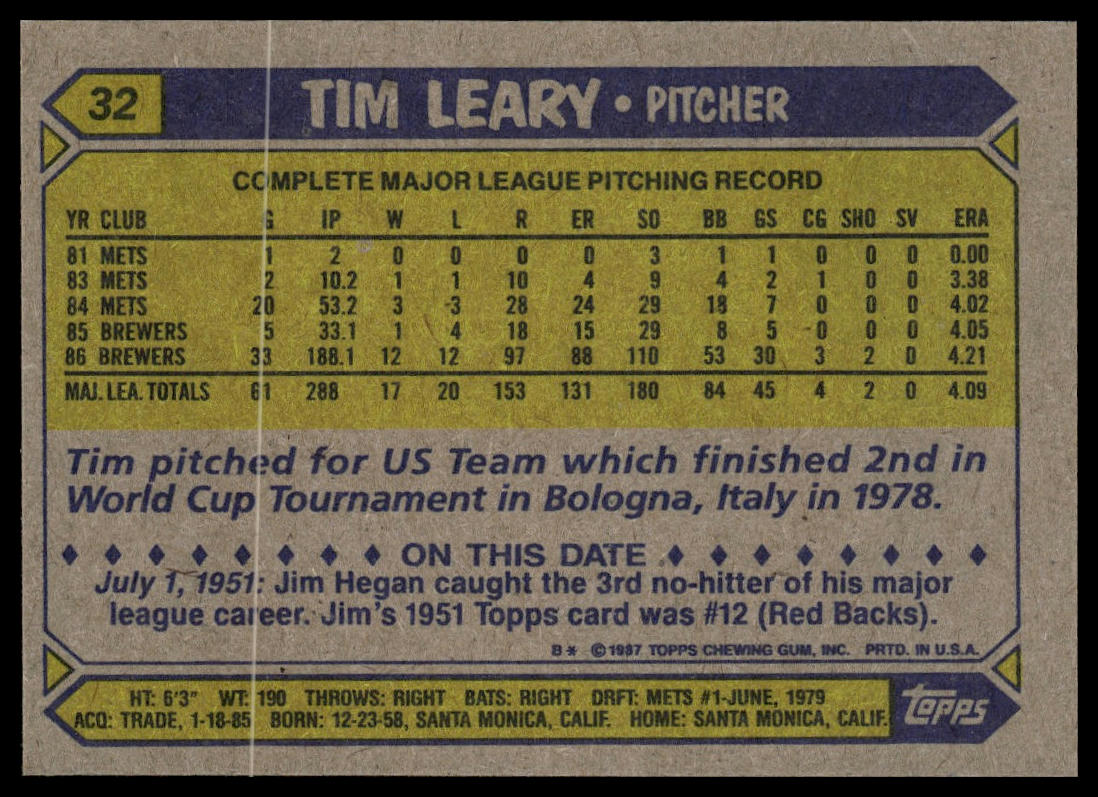 32 TIM LEARY • PITCHER
COMPLETE MAJOR LEAGUE PITCHING RECORD
YR CLUB G IP W L R ER SO BB GS CG SHO SV ERA
81 METS 1 2 0 0 0 0 3 1 1 0 0 0 0.00
83 METS 2 10.2 1 1 10 4 9 4 2 1 0 0 3.38
84 METS 20 53.2 3 3 28 24 29 18 7 0 0 0 4.02
85 BREWERS 5 33.1 1 4 18 15 29 8 5 0 0 0 4.05
86 BREWERS 33 188.1 12 12 97 88 110 53 30 3 2 0 4.21
MAJ. LEA. TOTALS 61 288 17 20 153 131 180 84 45 4 2 0 4.09
Tim pitched for US Team which finished 2nd in
World Cup Tournament in Bologna, Italy in 1978.
ON THIS DATE
July 1, 1951: Jim Hegan caught the 3rd no-hitter of his major
league career. Jim's 1951 Topps card was #12 (Red Backs).
B* ©1987 TOPPS CHEWING GUM, INC. PRTD. IN U.S.A.
HT: 6'3" WT: 190 THROWS: RIGHT BATS: RIGHT DRFT: METS #1-JUNE, 1979
ACQ: TRADE, 1-18-85 BORN: 12-23-58, SANTA MONICA, CALIF. HOME: SANTA MONICA, CALIF.
topps